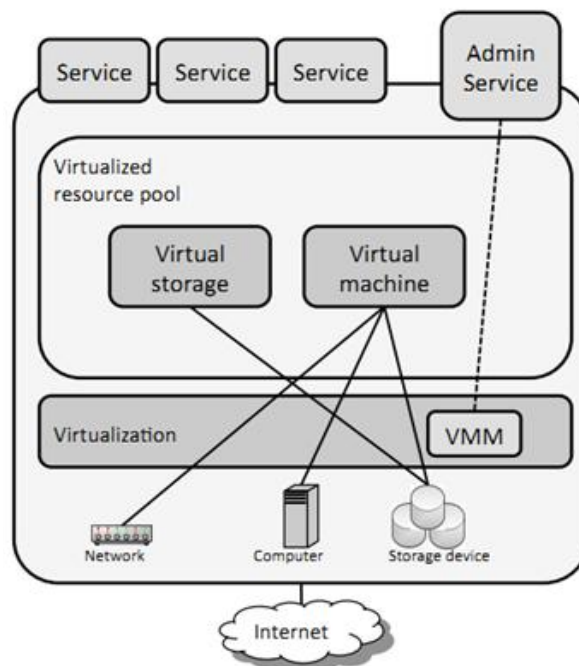 Service
Service
Service
Admin
Service
Virtualized
resource pool
Virtual
storage
Virtual
machine
Virtualization
VMM
Network
Computer
Storage device
Internet